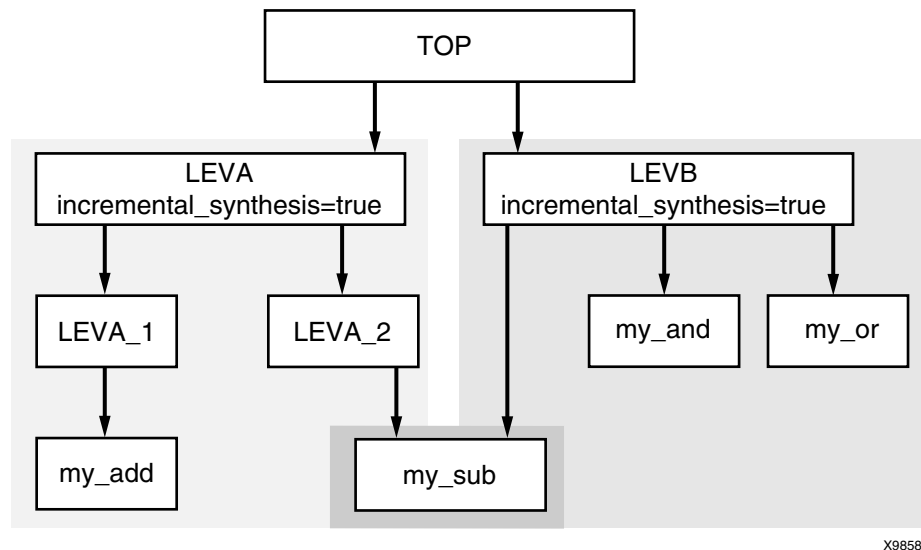 TOP
LEVA
incremental_synthesis=true
LEVB
incremental_synthesis=true
LEVA_1
LEVA_2
my_and
my_or
my_add
my_sub
X9858